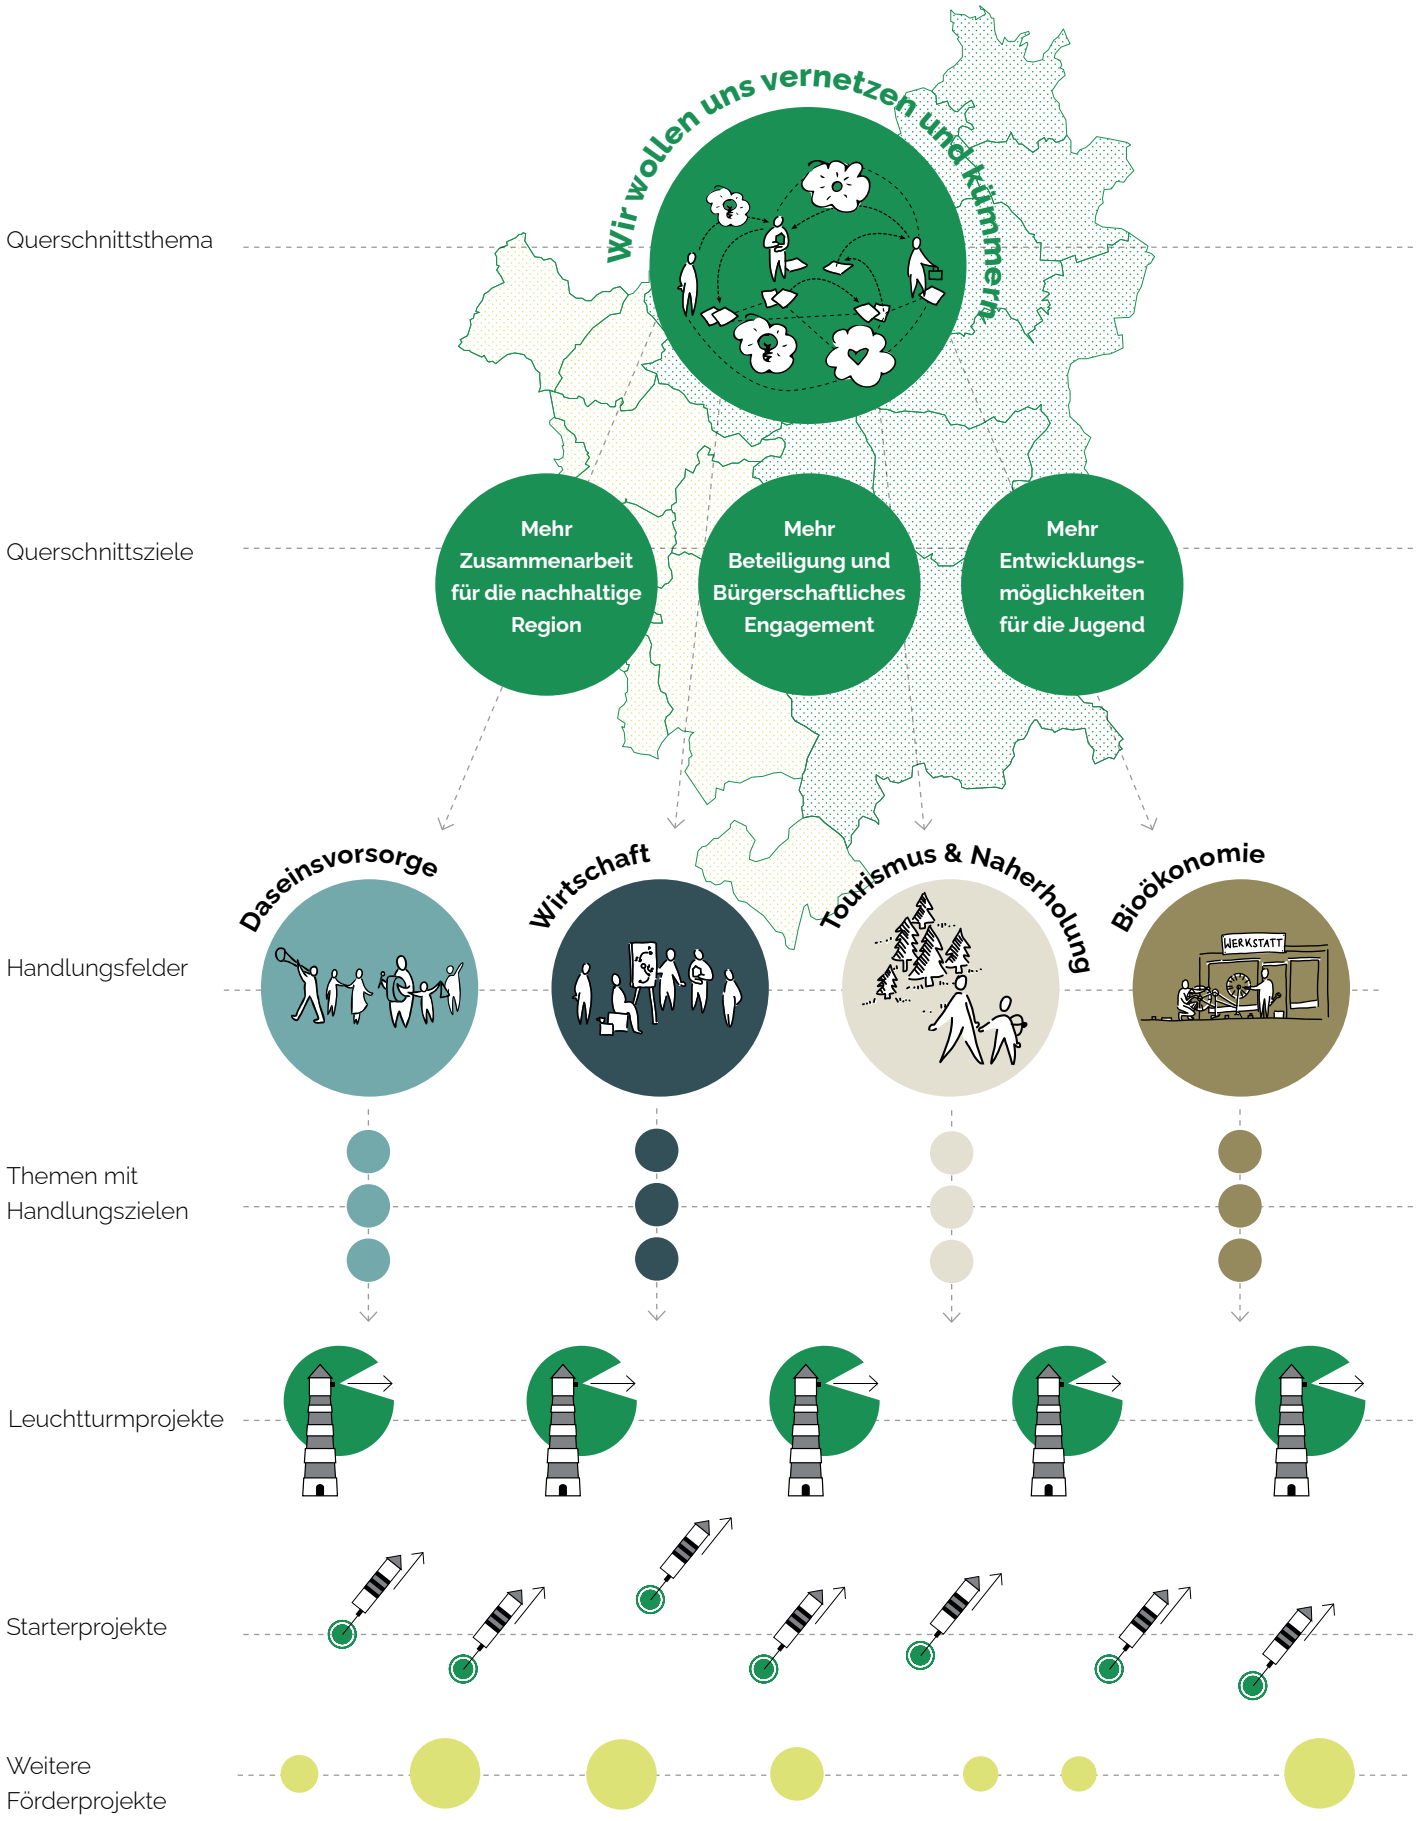 Wir wollen uns vernetzen und kümmern
Querschnittsthema
Querschnittsziele
Mehr
Zusammenarbeit
für die nachhaltige
Region
Mehr
Beteiligung und
Bürgerschaftliches
Engagement
Mehr
Entwicklungs-
möglichkeiten
für die Jugend
Daseinsvorsorge
Wirtschaft
Tourismus & Naherholung
Bioökonomie
Handlungsfelder
WERKSTATT
Themen mit
Handlungszielen
Leuchtturmprojekte
Starterprojekte
Weitere
Förderprojekte